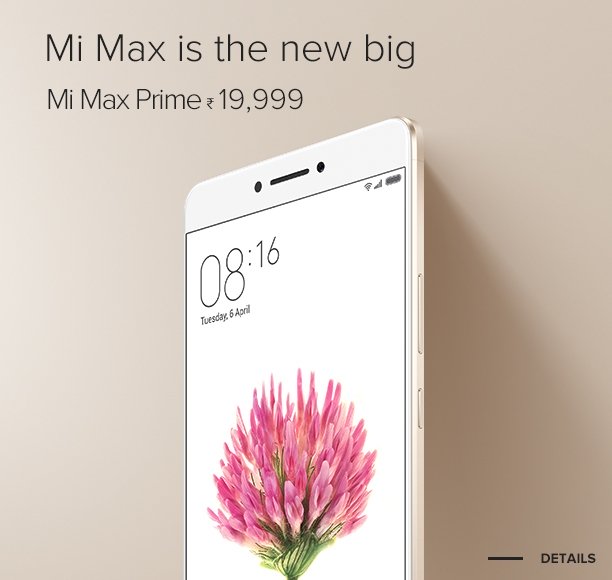 Mi Max is the new big
Mi Max Prime ₹ 19,999
08:16
Tuesday, 6 April
DETAILS